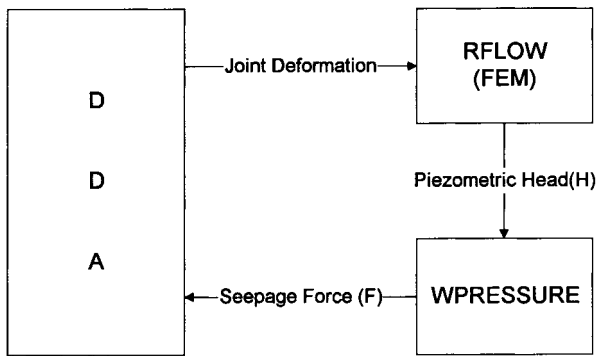 D
D
A
Joint Deformation
RFLOW
(FEM)
Piezometric Head(H)
WPRESSURE
Seepage Force (F)